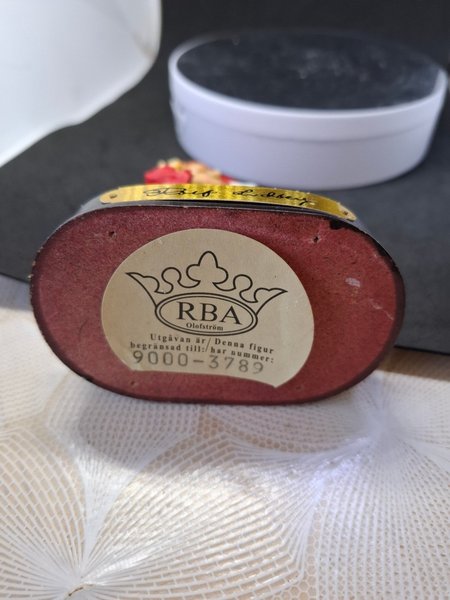 RBA
Olofström
Utgåvan är/ Denna figur
begränsad till:/har nummer:
9000-3789